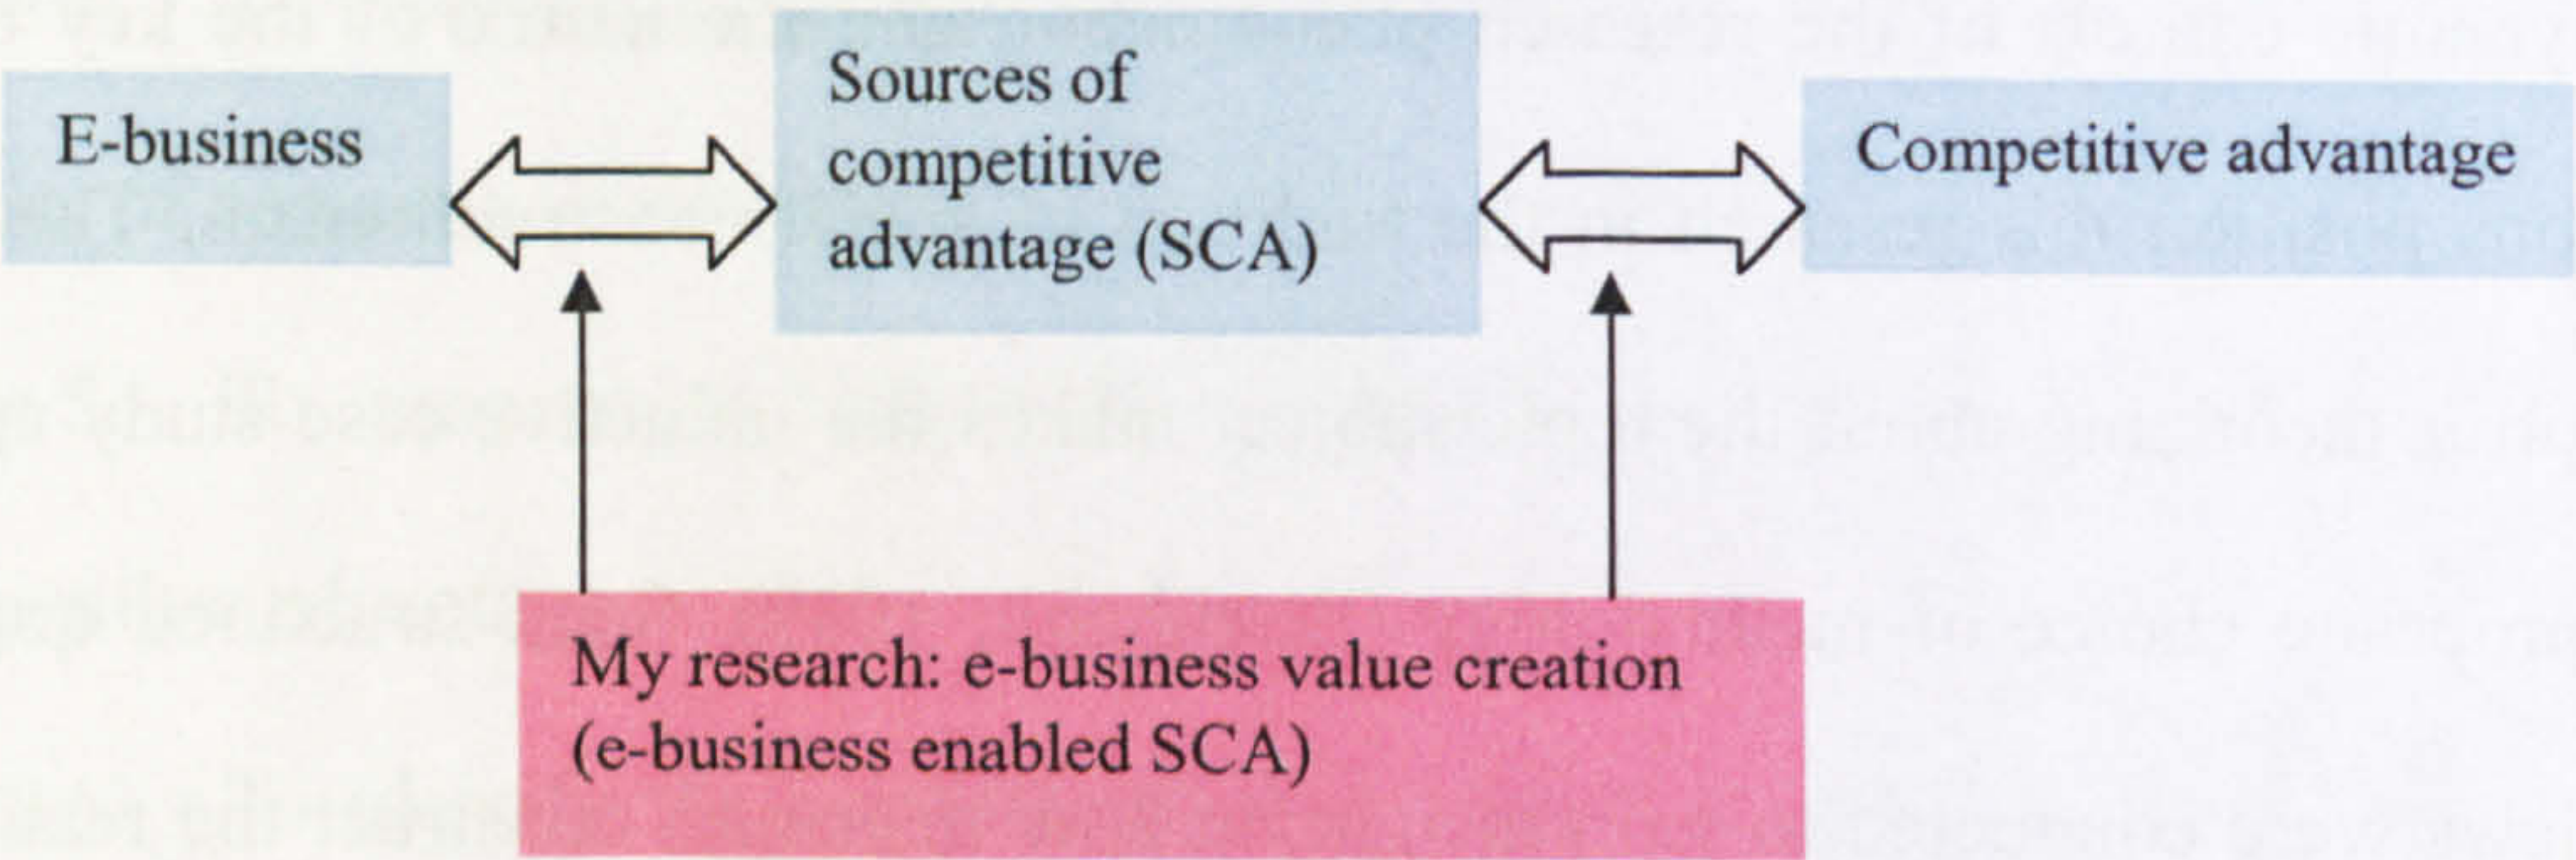 E-business
Sources of
competitive
advantage (SCA)
Competitive advantage
My research: e-business value creation
(e-business enabled SCA)